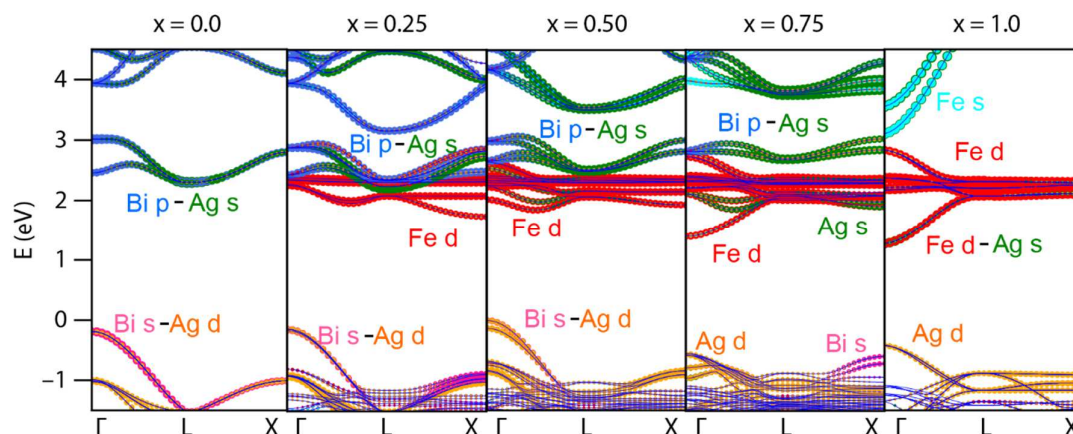 x = 0.0 x = 0.25 x = 0.50 x = 0.75 x = 1.0
E (eV)
4
3
2
1
0
−1
Bi p-Ag s
Bi s-Ag d
Bi p-Ag s
Fe d
Bi s-Ag d
Bi p-Ag s
Fe d
Bi s-Ag d
Bi p-Ag s
Ag s
Fe d
Ag d
Bi s
Fe s
Fe d
Fe d-Ag s
Ag d
Γ L X Γ L X Γ L X Γ L X Γ L X